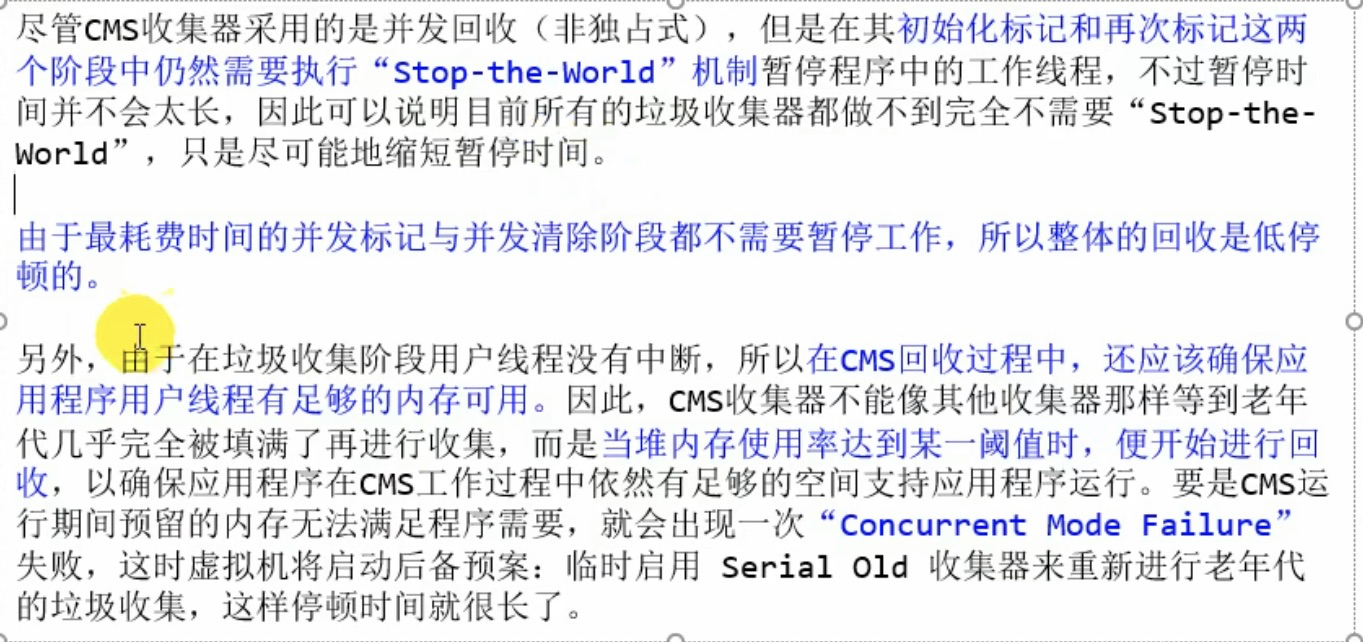 尽管CMS收集器采用的是并发回收（非独占式），但是在其初始化标记和再次标记这两
个阶段中仍然需要执行“Stop-the-World”机制暂停程序中的工作线程，不过暂停时
间并不会太长，因此可以说明目前所有的垃圾收集器都做不到完全不需要“Stop-the-
World”，只是尽可能地缩短暂停时间。
由于最耗费时间的并发标记与并发清除阶段都不需要暂停工作，所以整体的回收是低停
顿的。
另外，由于在垃圾收集阶段用户线程没有中断，所以在CMS回收过程中，还应该确保应
用程序用户线程有足够的内存可用。因此，CMS收集器不能像其他收集器那样等到老年
代几乎完全被填满了再进行收集，而是当堆内存使用率达到某一阈值时，便开始进行回
收，以确保应用程序在CMS工作过程中依然有足够的空间支持应用程序运行。要是CMS运
行期间预留的内存无法满足程序需要，就会出现一次“Concurrent Mode Failure”
失败，这时虚拟机将启动后备预案：临时启用 Serial Old 收集器来重新进行老年代
的垃圾收集，这样停顿时间就很长了。